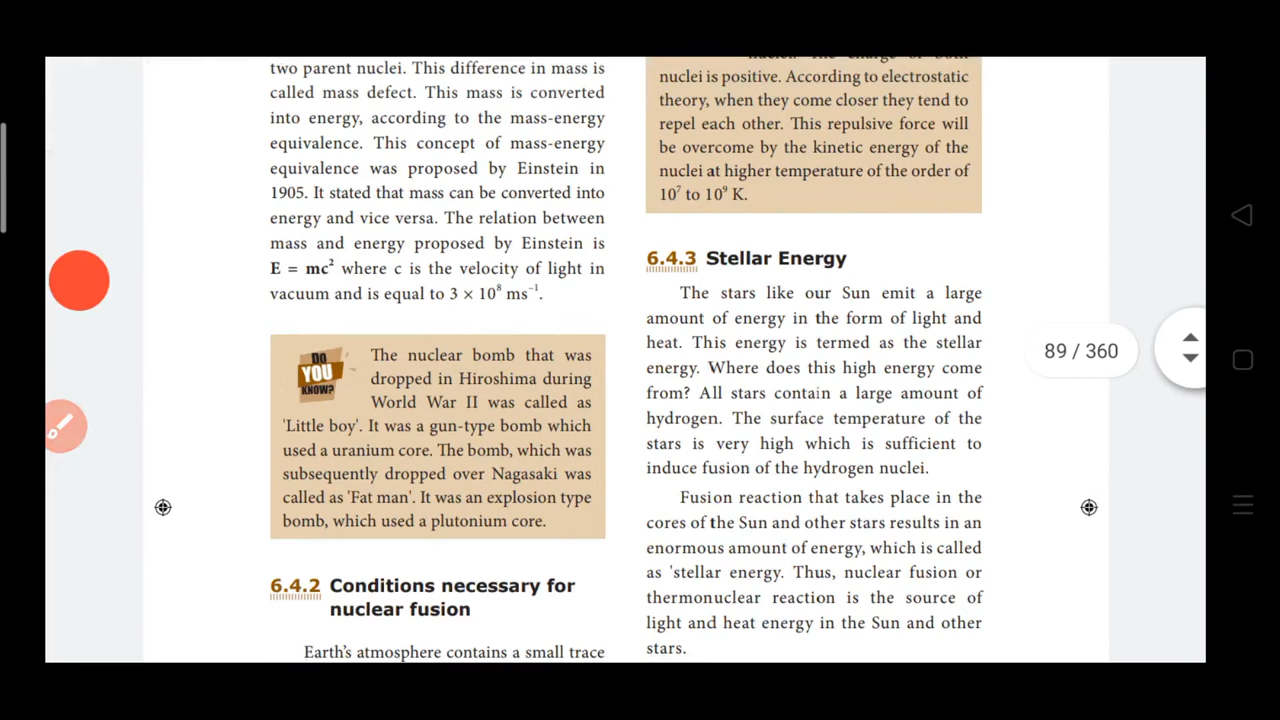 two parent nuclei. This difference in mass is
called mass defect. This mass is converted
into energy, according to the mass-energy
equivalence. This concept of mass-energy
equivalence was proposed by Einstein in
1905. It stated that mass can be converted into
energy and vice versa. The relation between
mass and energy proposed by Einstein is
E = mc² where c is the velocity of light in
vacuum and is equal to 3 × 10⁸ ms⁻¹.
DO
YOU
KNOW?
The nuclear bomb that was
dropped in Hiroshima during
World War II was called as
'Little boy'. It was a gun-type bomb which
used a uranium core. The bomb, which was
subsequently dropped over Nagasaki was
called as 'Fat man'. It was an explosion type
bomb, which used a plutonium core.
6.4.2 Conditions necessary for
nuclear fusion
Earth's atmosphere contains a small trace
nuclei. The charge of both
nuclei is positive. According to electrostatic
theory, when they come closer they tend to
repel each other. This repulsive force will
be overcome by the kinetic energy of the
nuclei at higher temperature of the order of
10⁷ to 10⁹ K.
6.4.3 Stellar Energy
The stars like our Sun emit a large
amount of energy in the form of light and
heat. This energy is termed as the stellar
energy. Where does this high energy come
from? All stars contain a large amount of
hydrogen. The surface temperature of the
stars is very high which is sufficient to
induce fusion of the hydrogen nuclei.
Fusion reaction that takes place in the
cores of the Sun and other stars results in an
enormous amount of energy, which is called
as 'stellar energy. Thus, nuclear fusion or
thermonuclear reaction is the source of
light and heat energy in the Sun and other
stars.
89 / 360